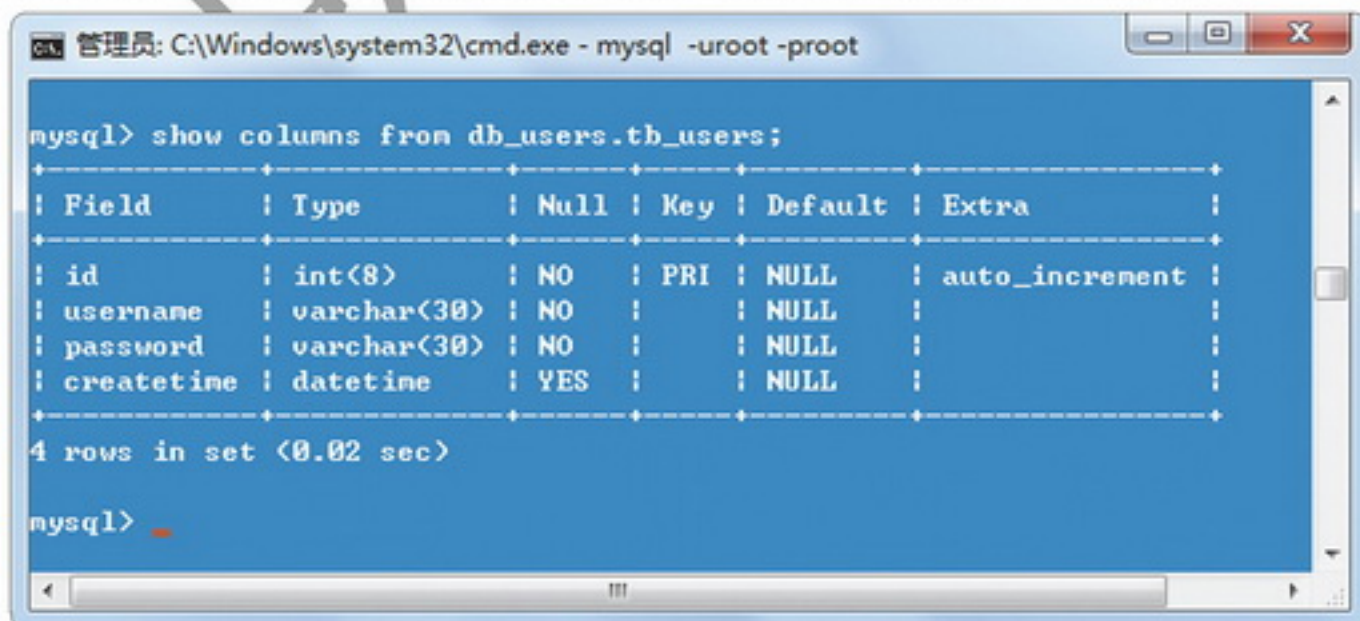 管理员: C:\Windows\system32\cmd.exe - mysql -uroot -proot
mysql> show columns from db_users.tb_users;
+------------+-------------+------+-----+---------+----------------+
| Field | Type | Null | Key | Default | Extra |
+------------+-------------+------+-----+---------+----------------+
| id | int(8) | NO | PRI | NULL | auto_increment |
| username | varchar(30) | NO | | NULL | |
| password | varchar(30) | NO | | NULL | |
| createtime | datetime | YES | | NULL | |
+------------+-------------+------+-----+---------+----------------+
4 rows in set (0.02 sec)
mysql>